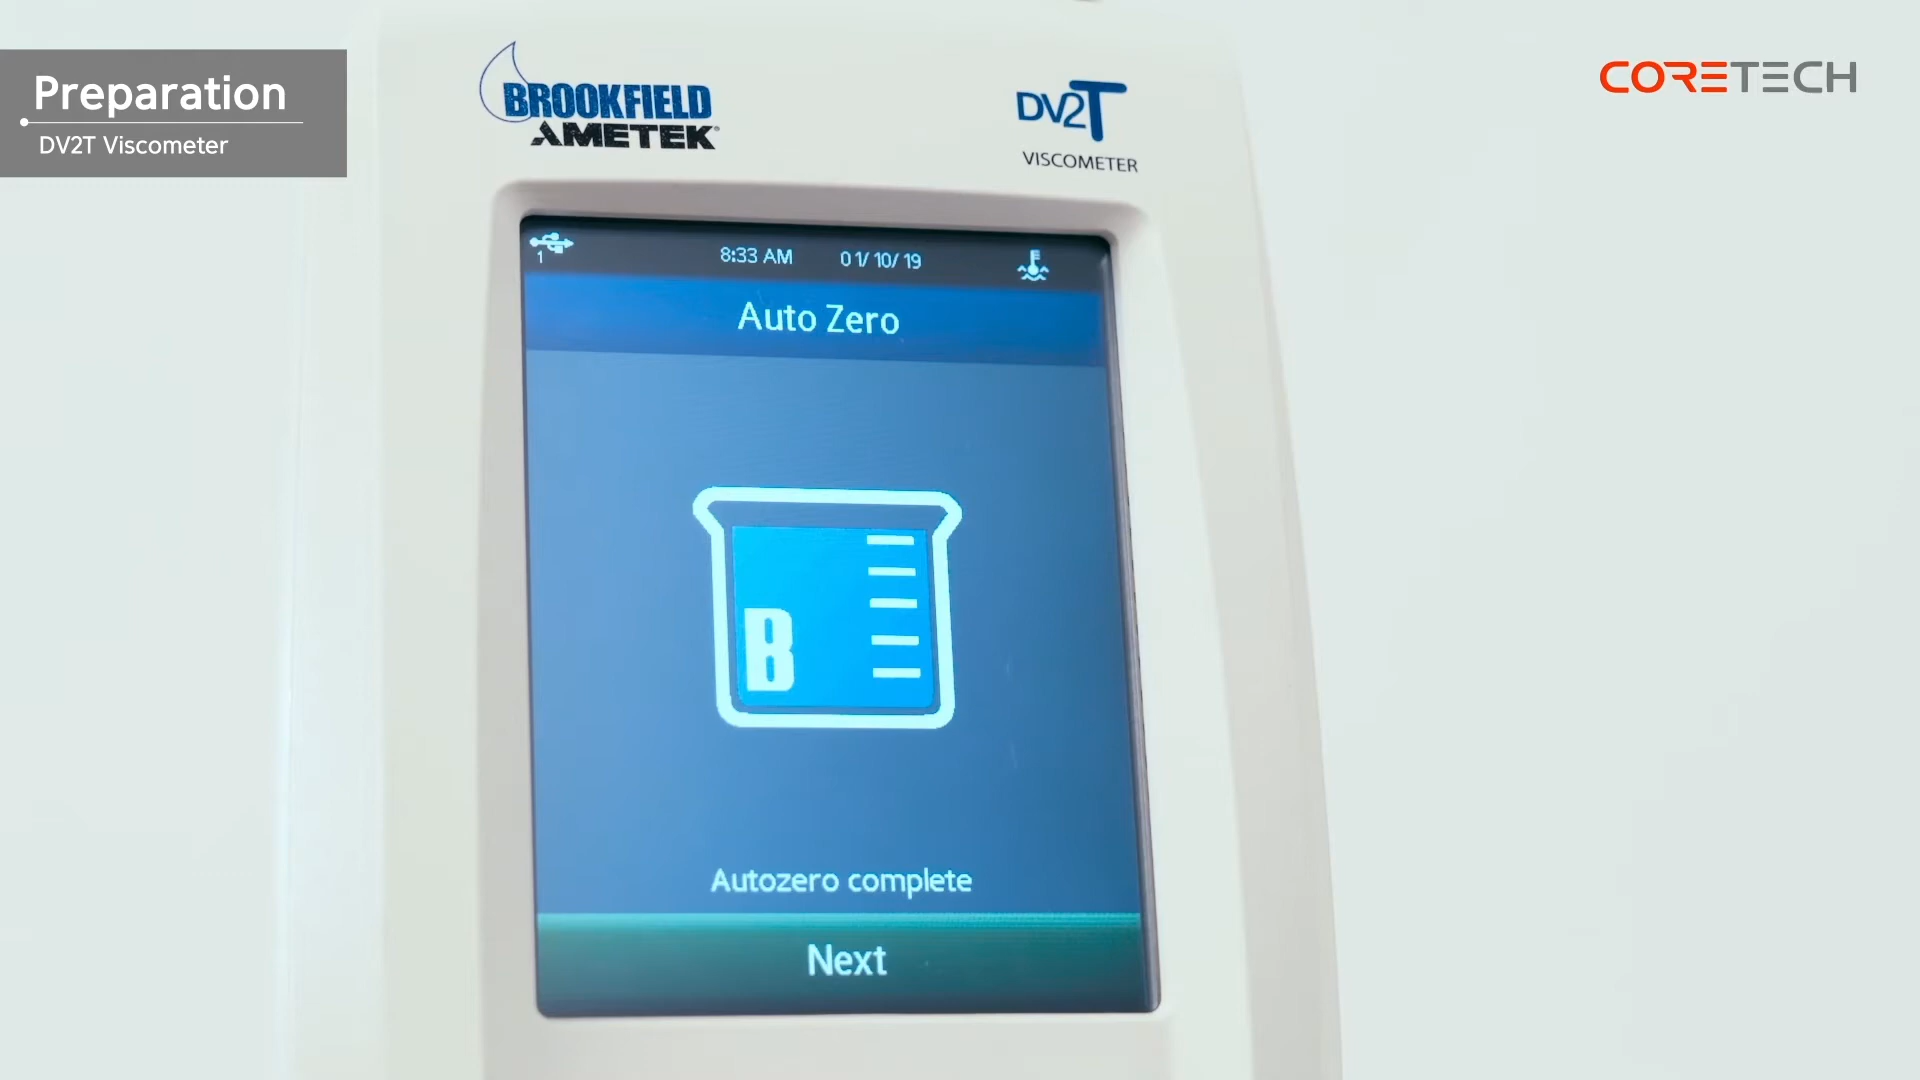 Preparation
DV2T Viscometer
BROOKFIELD
AMETEK®
DV2T
VISCOMETER
CORETECH
1
8:33 AM 01/10/19
Auto Zero
B
Autozero complete
Next